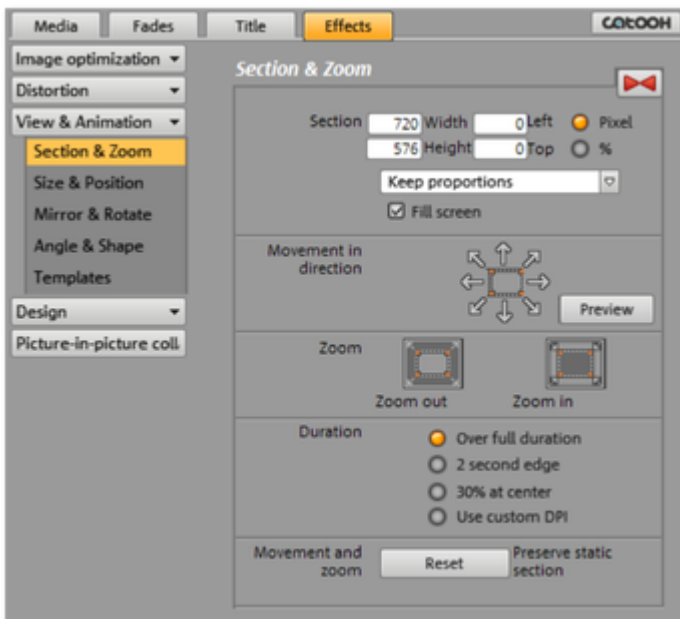 Media Fades Title Effects CATOOH
Image optimization
Distortion
View & Animation
Section & Zoom
Size & Position
Mirror & Rotate
Angle & Shape
Templates
Design
Picture-in-picture coll
Section & Zoom
Section 720 Width 0 Left Pixel
576 Height 0 Top %
Keep proportions
Fill screen
Movement in
direction
Preview
Zoom
Zoom out Zoom in
Duration
Over full duration
2 second edge
30% at center
Use custom DPI
Movement and
zoom
Reset
Preserve static
section